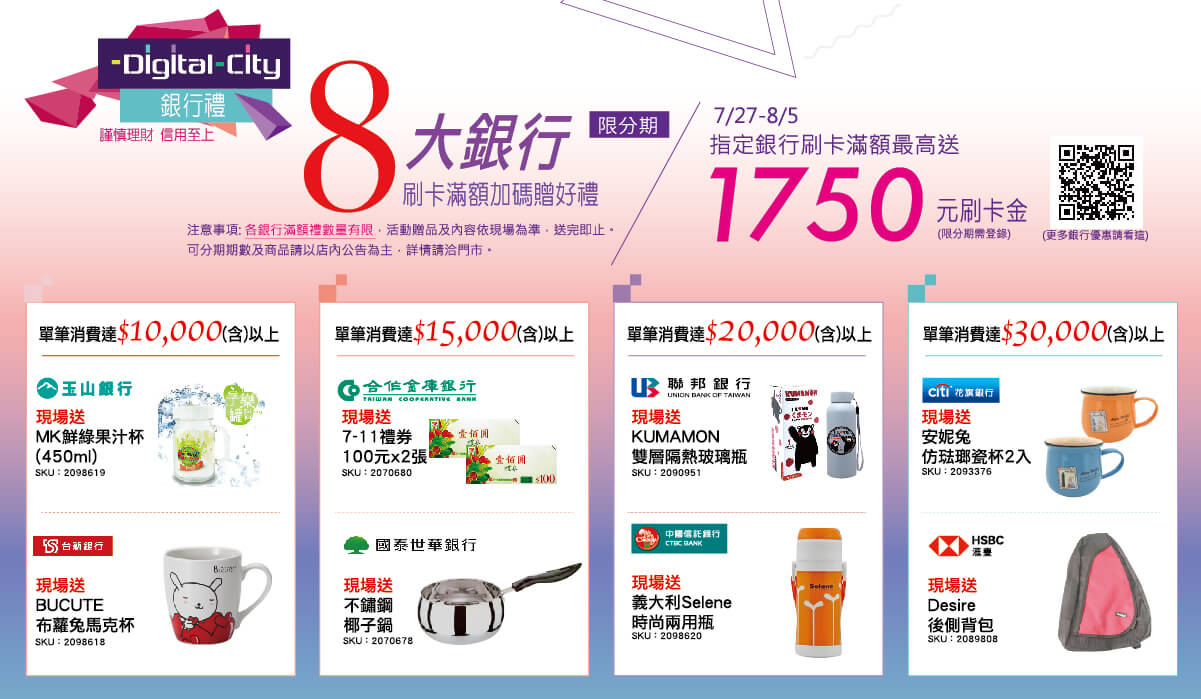 Digital-City
銀行禮
謹慎理財 信用至上
8大銀行
限分期
刷卡滿額加碼贈好禮
注意事項: 各銀行滿額禮數量有限，活動贈品及內容依現場為準，送完即止。
可分期期數及商品請以店內公告為主，詳情請洽門市。
7/27-8/5
指定銀行刷卡滿額最高送
1750
元刷卡金
(限分期需登錄)
(更多銀行優惠請看這)
單筆消費達$10,000(含)以上
玉山銀行
現場送
MK鮮綠果汁杯
(450ml)
SKU：2098619
享樂罐
台新銀行
現場送
BUCUTE
布蘿兔馬克杯
SKU：2098618
單筆消費達$15,000(含)以上
合作金庫銀行
TAIWAN COOPERATIVE BANK
現場送
7-11禮券
100元x2張
SKU：2070680
壹佰圓
禮券
壹佰圓
禮券
$100
國泰世華銀行
現場送
不鏽鋼
椰子鍋
SKU：2070678
單筆消費達$20,000(含)以上
UB 聯邦銀行
UNION BANK OF TAIWAN
現場送
KUMAMON
雙層隔熱玻璃瓶
SKU：2090951
KUMAMON
くまモン
中國信託銀行
CTBC BANK
現場送
義大利Selene
時尚兩用瓶
SKU：2098620
Selene
單筆消費達$30,000(含)以上
citi 花旗銀行
現場送
安妮兔
仿琺瑯瓷杯2入
SKU：2093376
HSBC
滙豐
現場送
Desire
後側背包
SKU：2089808